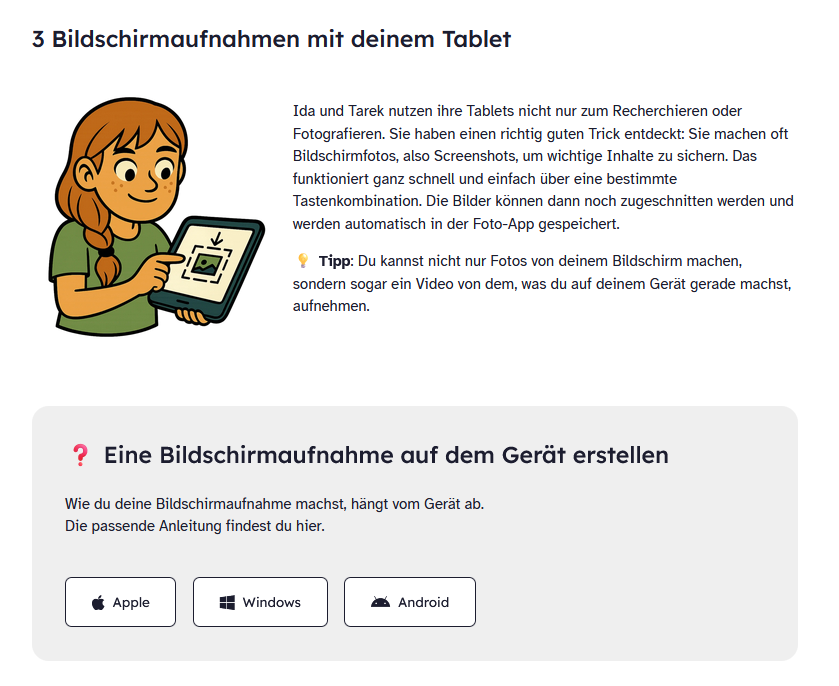 3 Bildschirmaufnahmen mit deinem Tablet
Ida und Tarek nutzen ihre Tablets nicht nur zum Recherchieren oder
Fotografieren. Sie haben einen richtig guten Trick entdeckt: Sie machen oft
Bildschirmfotos, also Screenshots, um wichtige Inhalte zu sichern. Das
funktioniert ganz schnell und einfach über eine bestimmte
Tastenkombination. Die Bilder können dann noch zugeschnitten werden und
werden automatisch in der Foto-App gespeichert.
💡 Tipp: Du kannst nicht nur Fotos von deinem Bildschirm machen,
sondern sogar ein Video von dem, was du auf deinem Gerät gerade machst,
aufnehmen.
❓ Eine Bildschirmaufnahme auf dem Gerät erstellen
Wie du deine Bildschirmaufnahme machst, hängt vom Gerät ab.
Die passende Anleitung findest du hier.
Apple
Windows
Android